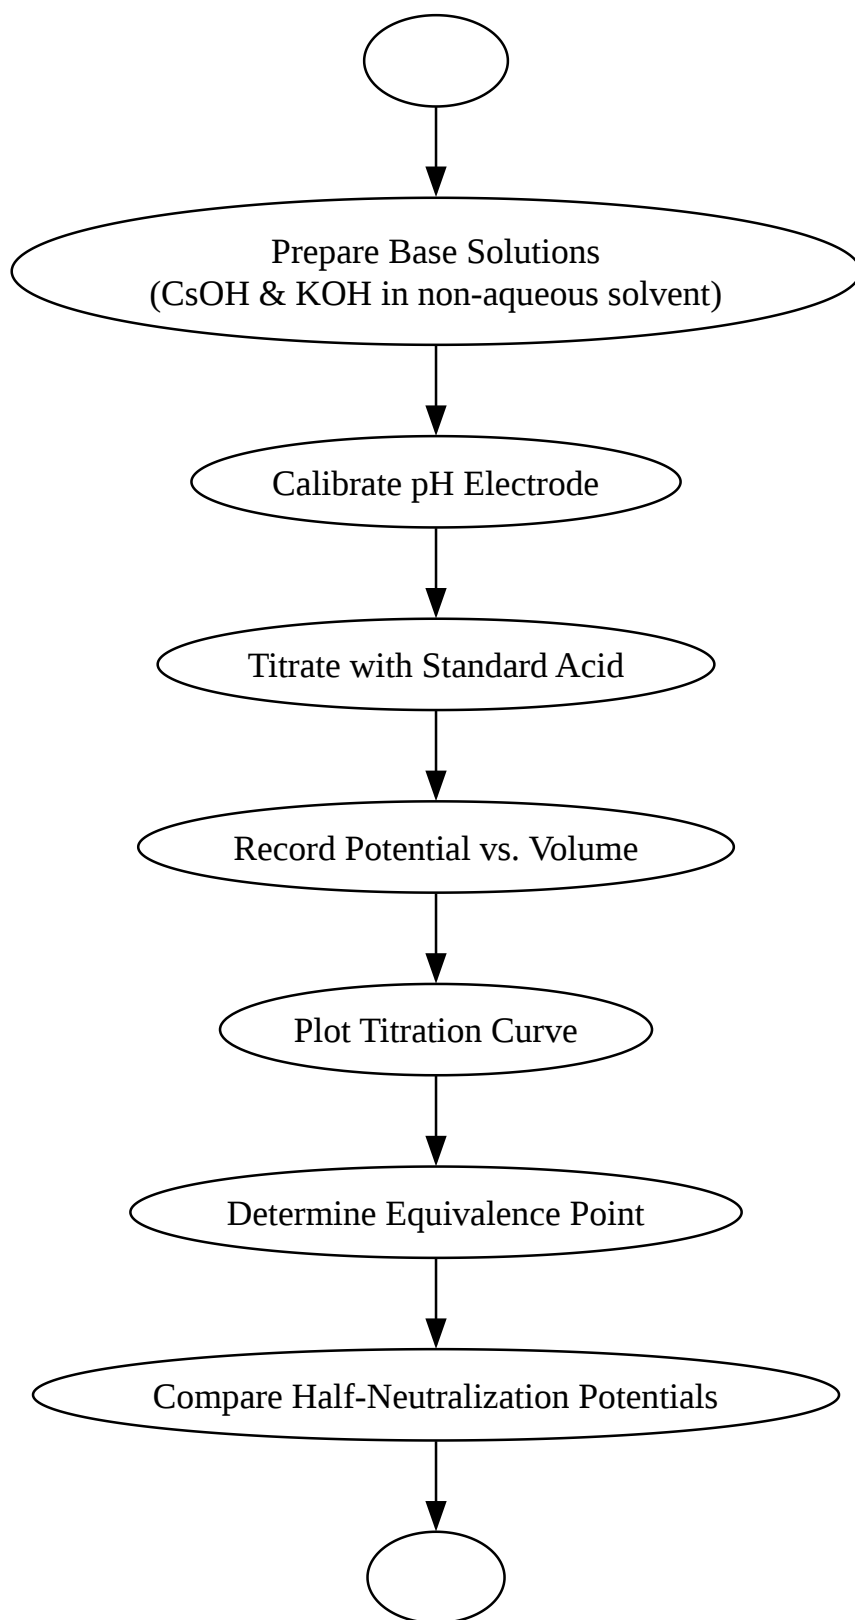 Prepare Base Solutions
(CsOH & KOH in non-aqueous solvent)
Calibrate pH Electrode
Titrate with Standard Acid
Record Potential vs. Volume
Plot Titration Curve
Determine Equivalence Point
Compare Half-Neutralization Potentials